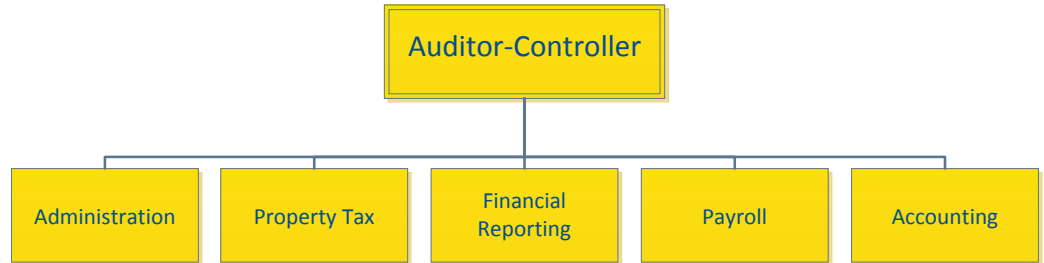 Auditor-Controller
Administration
Property Tax
Financial
Reporting
Payroll
Accounting